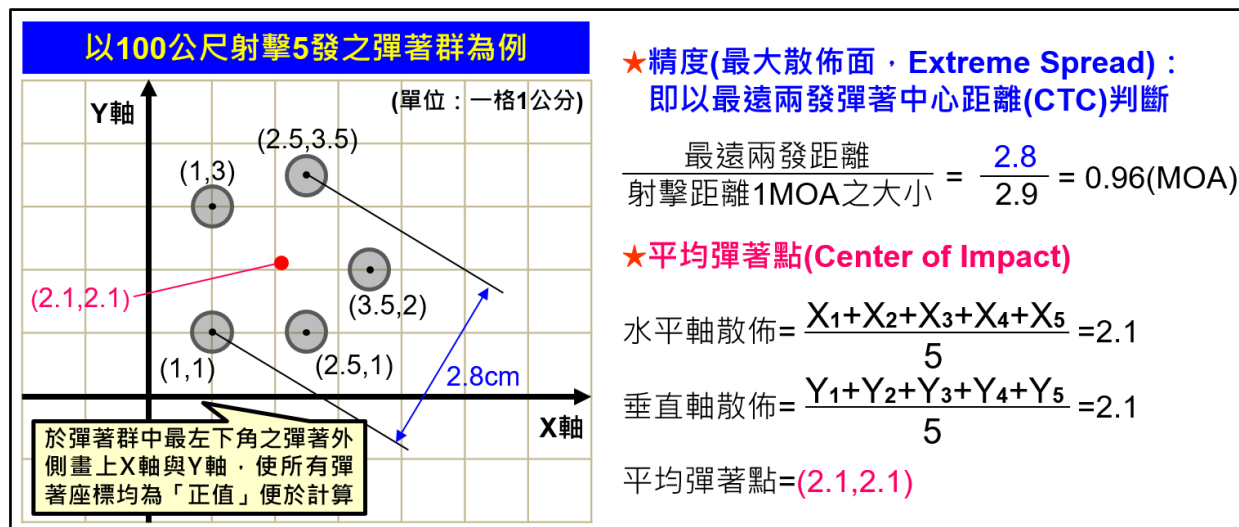 以100公尺射擊5發之彈著群為例
Y軸
(單位：一格1公分)
(2.5,3.5)
(1,3)
(2.1,2.1)
(3.5,2)
(1,1)
(2.5,1)
2.8cm
X軸
於彈著群中最左下角之彈著外
側畫上X軸與Y軸，使所有彈
著座標均為「正值」便於計算
★精度(最大散佈面，Extreme Spread)：
即以最遠兩發彈著中心距離(CTC)判斷
最遠兩發距離
射擊距離1MOA之大小
=
2.8
2.9
= 0.96(MOA)
★平均彈著點(Center of Impact)
水平軸散佈=
X₁+X₂+X₃+X₄+X₅
5
=2.1
垂直軸散佈=
Y₁+Y₂+Y₃+Y₄+Y₅
5
=2.1
平均彈著點=(2.1,2.1)